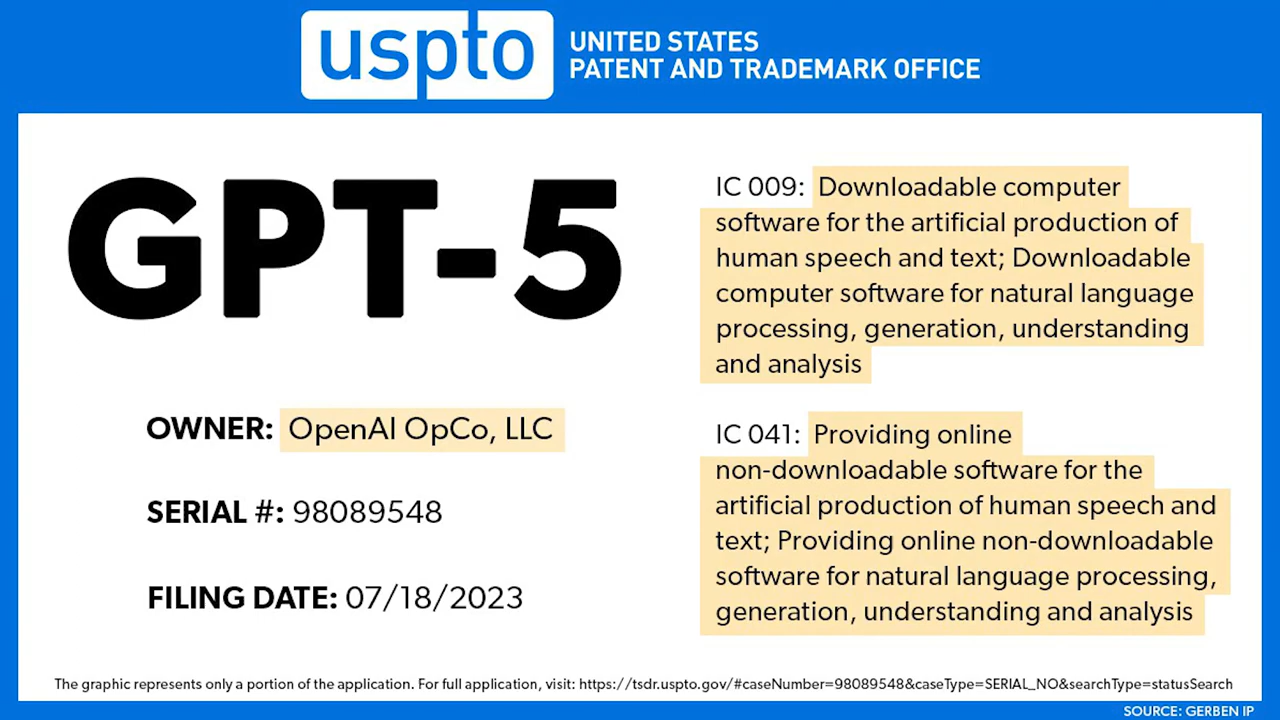 uspto
UNITED STATES
PATENT AND TRADEMARK OFFICE
GPT-5
OWNER: OpenAI OpCo, LLC
SERIAL #: 98089548
FILING DATE: 07/18/2023
IC 009: Downloadable computer
software for the artificial production of
human speech and text; Downloadable
computer software for natural language
processing, generation, understanding
and analysis
IC 041: Providing online
non-downloadable software for the
artificial production of human speech and
text; Providing online non-downloadable
software for natural language processing,
generation, understanding and analysis
The graphic represents only a portion of the application. For full application, visit: https://tsdr.uspto.gov/#caseNumber=98089548&caseType=SERIAL_NO&searchType=statusSearch
SOURCE: GERBEN IP